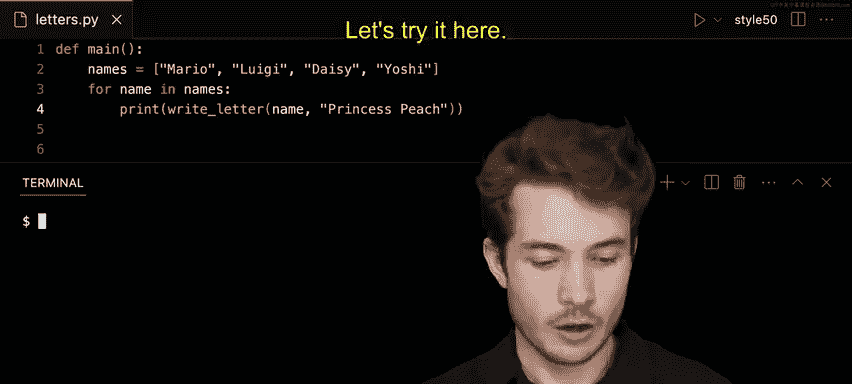 letters.py
style50
Let's try it here.
1 def main():
2     names = ["Mario", "Luigi", "Daisy", "Yoshi"]
3     for name in names:
4         print(write_letter(name, "Princess Peach"))
5
6
TERMINAL
$